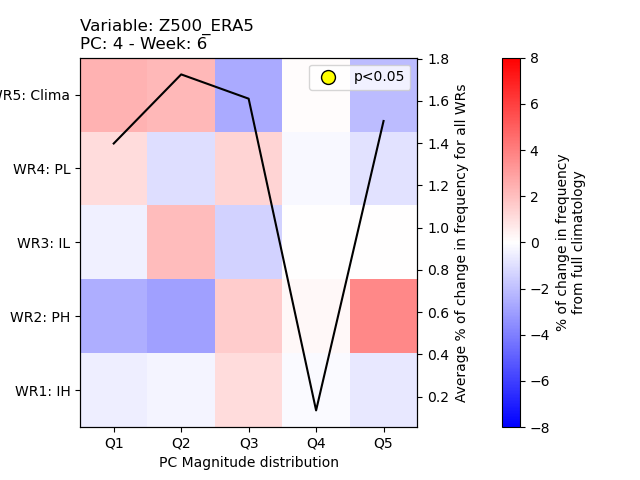 Variable: Z500_ERA5
PC: 4 - Week: 6
p<0.05
R5: Clima
WR4: PL
WR3: IL
WR2: PH
WR1: IH
Q1 Q2 Q3 Q4 Q5
PC Magnitude distribution
1.8
1.6
1.4
1.2
1.0
0.8
0.6
0.4
0.2
Average % of change in frequency for all WRs
8
6
4
2
0
−2
−4
−6
−8
% of change in frequency
from full climatology